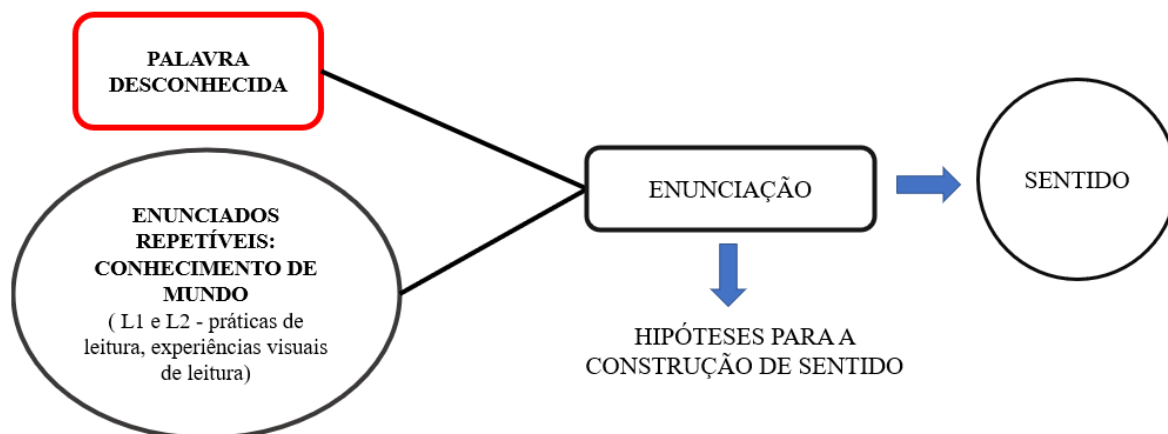 PALAVRA
DESCONHECIDA
ENUNCIADOS
REPETÍVEIS:
CONHECIMENTO DE
MUNDO
( L1 e L2 - práticas de
leitura, experiências visuais
de leitura)
ENUNCIAÇÃO
HIPÓTESES PARA A
CONSTRUÇÃO DE SENTIDO
SENTIDO